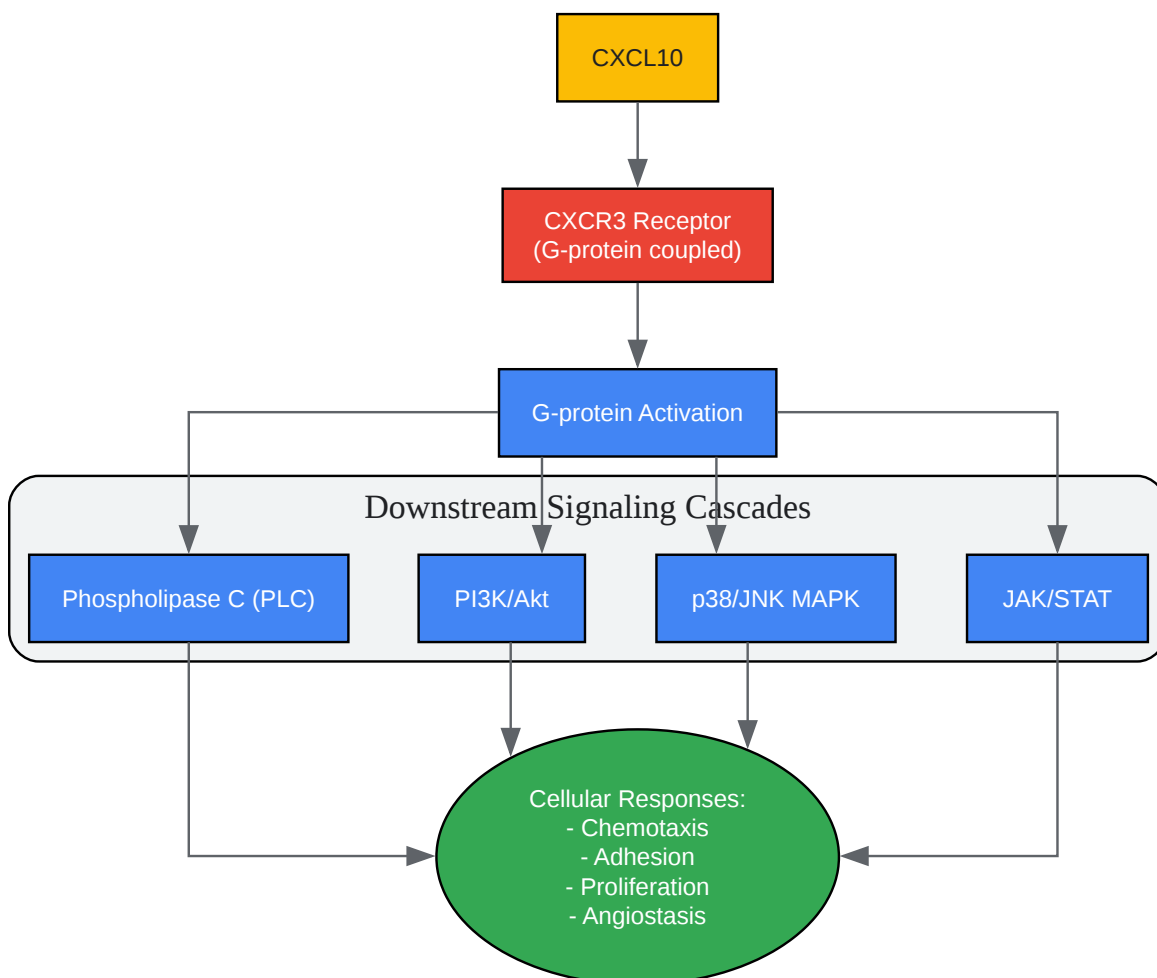 CXCL10
CXCR3 Receptor
(G-protein coupled)
G-protein Activation
Downstream Signaling Cascades
Phospholipase C (PLC)
PI3K/Akt
p38/JNK MAPK
JAK/STAT
Cellular Responses:
- Chemotaxis
- Adhesion
- Proliferation
- Angiostasis